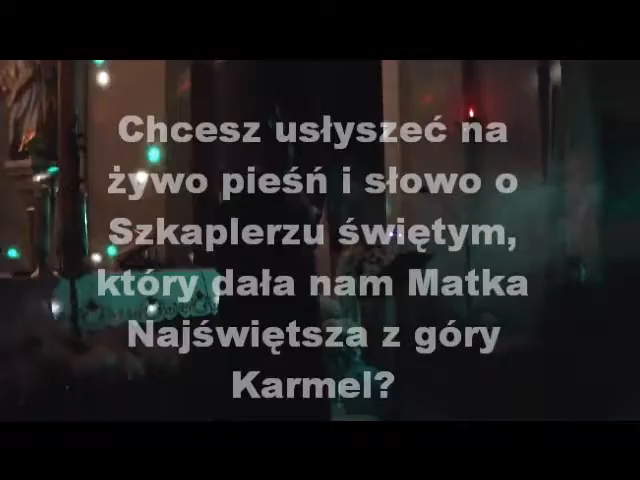 Chcesz usłyszeć na
żywo pieśń i słowo o
Szkaplerzu świętym,
który dała nam Matka
Najświętsza z góry
Karmel?